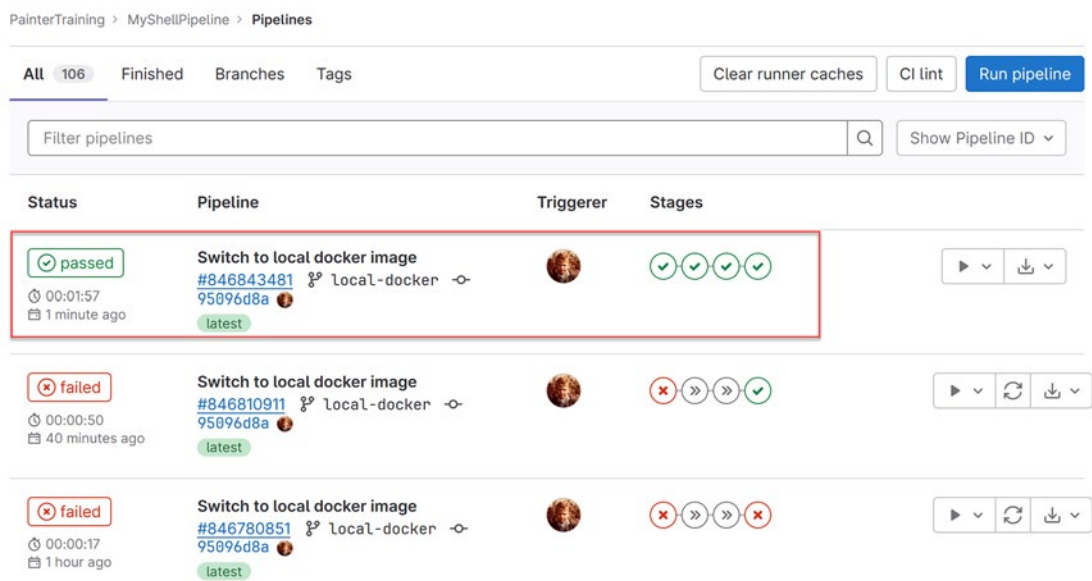 PainterTraining > MyShellPipeline > Pipelines
All 106 Finished Branches Tags Clear runner caches CI lint Run pipeline
Filter pipelines Show Pipeline ID
Status Pipeline Triggerer Stages
passed Switch to local docker image
#846843481 local-docker
00:01:57 95096d8a
1 minute ago latest
failed Switch to local docker image
#846810911 local-docker
00:00:50 95096d8a
40 minutes ago latest
failed Switch to local docker image
#846780851 local-docker
00:00:17 95096d8a
1 hour ago latest